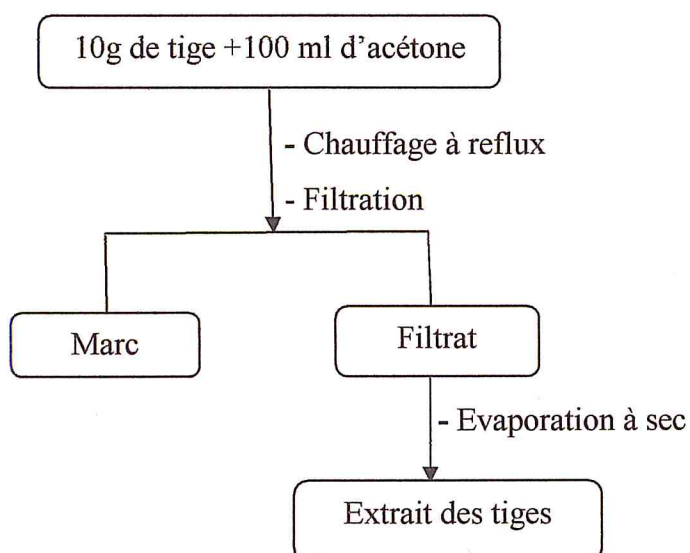 10g de tige +100 ml d'acétone
- Chauffage à reflux
- Filtration
Marc
Filtrat
- Evaporation à sec
Extrait des tiges